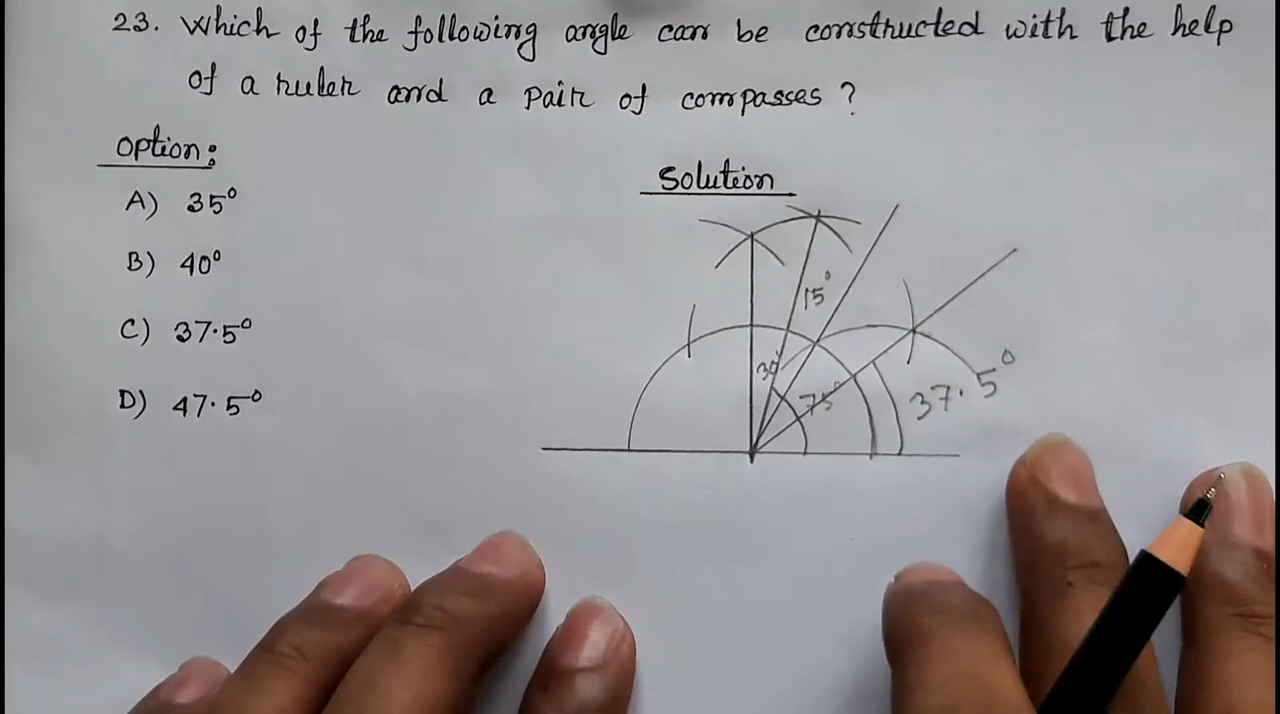 23. Which of the following angle can be constructed with the help
of a ruler and a pair of compasses ?
Option:
Solution
A) 35°
B) 40°
C) 37.5°
D) 47.5°
15°
30°
75°
37.5°